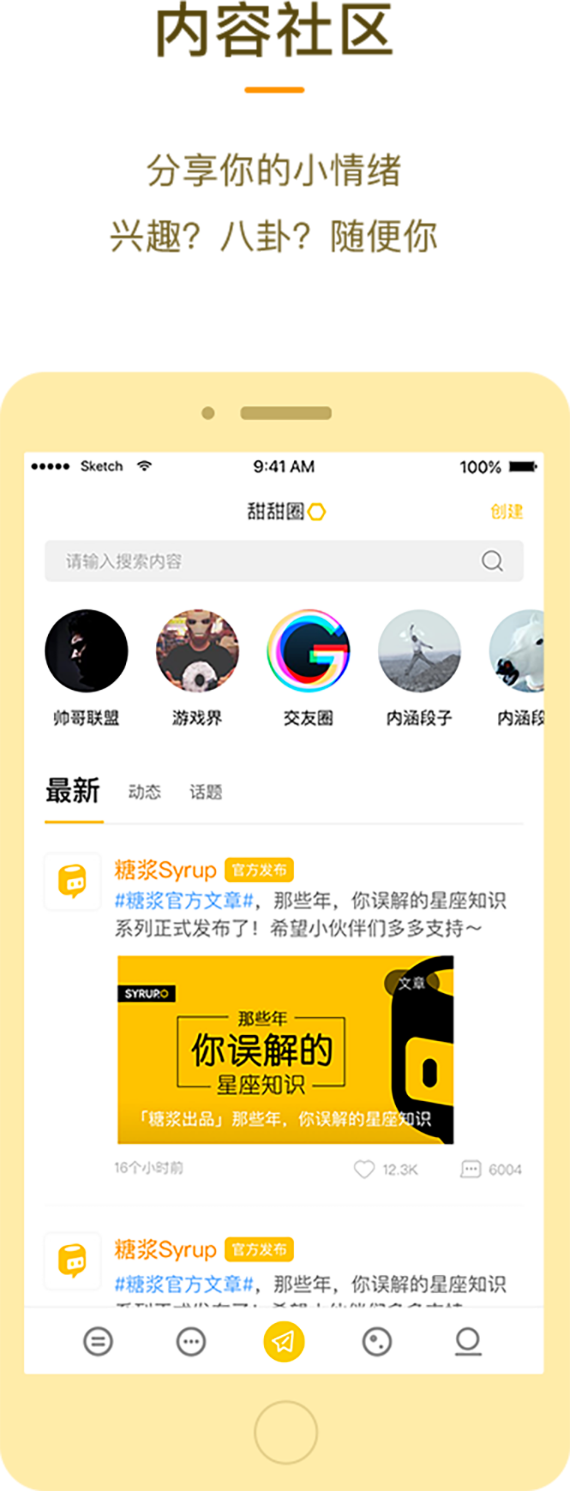 内容社区
分享你的小情绪
兴趣？八卦？随便你
Sketch
9:41 AM
100%
甜甜圈
创建
请输入搜索内容
帅哥联盟
游戏界
交友圈
内涵段子
内涵段
最新
动态
话题
糖浆Syrup 官方发布
#糖浆官方文章#，那些年，你误解的星座知识
系列正式发布了！希望小伙伴们多多支持～
文章
SYRUP
那些年
你误解的
星座知识
「糖浆出品」那些年，你误解的星座知识
16个小时前
12.3K
6004
糖浆Syrup 官方发布
#糖浆官方文章#，那些年，你误解的星座知识